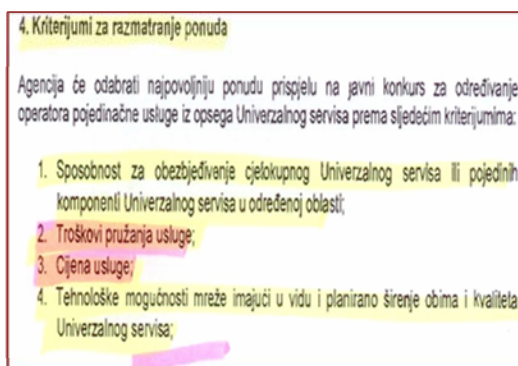 4. Kriterijumi za razmatranje ponuda
Agencija će odabrati najpovoljniju ponudu prispjelu na javni konkurs za određivanje
operatora pojedinačne usluge iz opsega Univerzalnog servisa prema sljedećim kriterijumima:
1. Sposobnost za obezbjeđivanje cjelokupnog Univerzalnog servisa ili pojedinih
komponenti Univerzalnog servisa u određenoj oblasti;
2. Troškovi pružanja usluge;
3. Cijena usluge;
4. Tehnološke mogućnosti mreže imajući u vidu i planirano širenje obima i kvaliteta
Univerzalnog servisa;